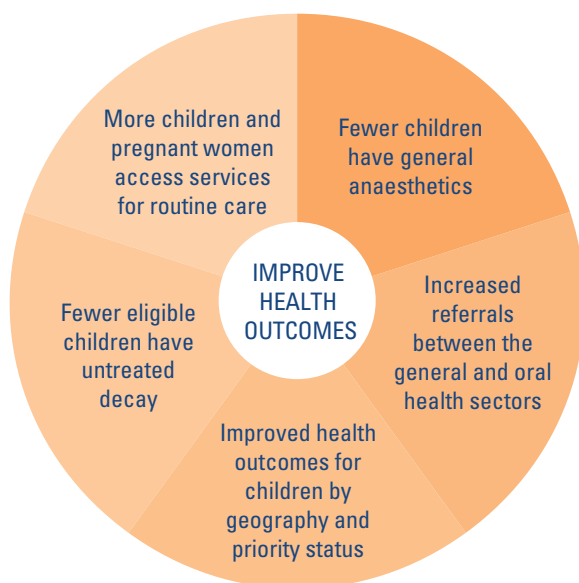 More children and
pregnant women
access services
for routine care
Fewer children
have general
anaesthetics
IMPROVE
HEALTH
OUTCOMES
Increased
referrals
between the
general and oral
health sectors
Fewer eligible
children have
untreated
decay
Improved health
outcomes for
children by
geography and
priority status